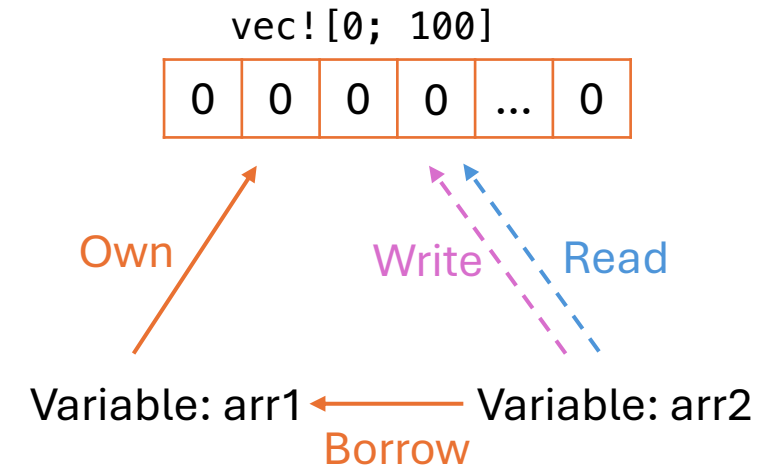 vec![0; 100]
0 0 0 0 ... 0
Own
Write
Read
Variable: arr1
Variable: arr2
Borrow